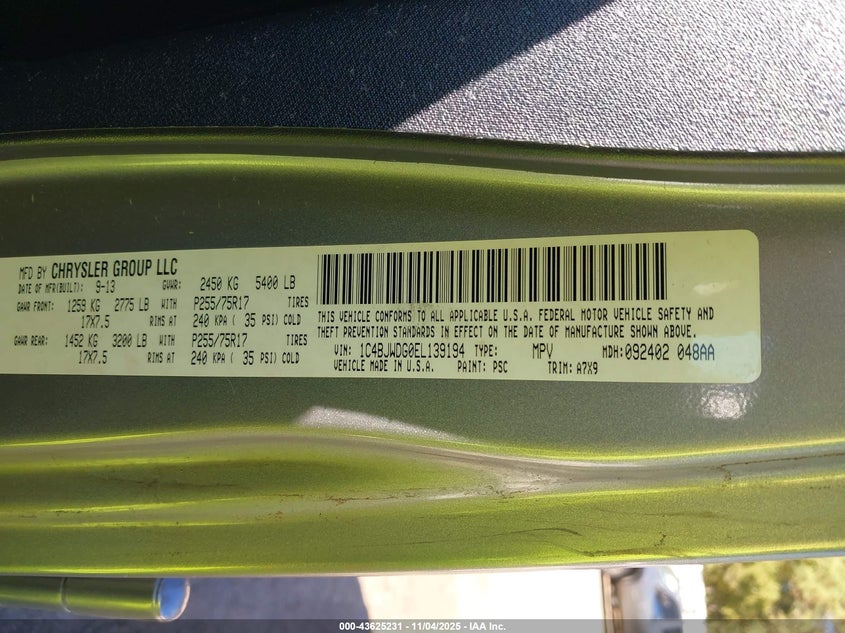 MFD BY CHRYSLER GROUP LLC
DATE OF MFR(BUILT): 9-13 GVWR: 2450 KG 5400 LB
GAWR FRONT: 1259 KG 2775 LB WITH P255/75R17 TIRES
17X7.5 RIMS AT 240 KPA ( 35 PSI) COLD
GAWR REAR: 1452 KG 3200 LB WITH P255/75R17 TIRES
17X7.5 RIMS AT 240 KPA ( 35 PSI) COLD
THIS VEHICLE CONFORMS TO ALL APPLICABLE U.S.A. FEDERAL MOTOR VEHICLE SAFETY AND
THEFT PREVENTION STANDARDS IN EFFECT ON THE DATE OF MANUFACTURE SHOWN ABOVE.
VIN: 1C4BJWDG0EL139194 TYPE: MPV MDH:092402 048AA
VEHICLE MADE IN U.S.A. PAINT: PSC TRIM: A7X9
000-43625231 - 11/04/2025 - IAA Inc.